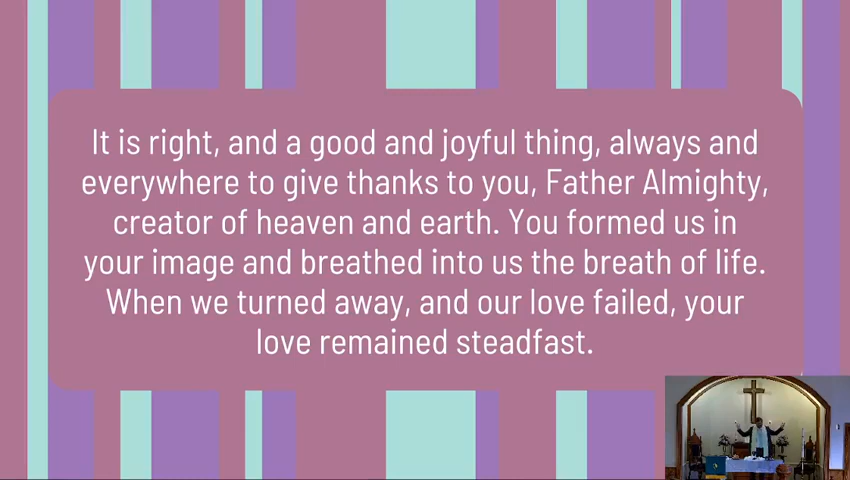 It is right, and a good and joyful thing, always and
everywhere to give thanks to you, Father Almighty,
creator of heaven and earth. You formed us in
your image and breathed into us the breath of life.
When we turned away, and our love failed, your
love remained steadfast.